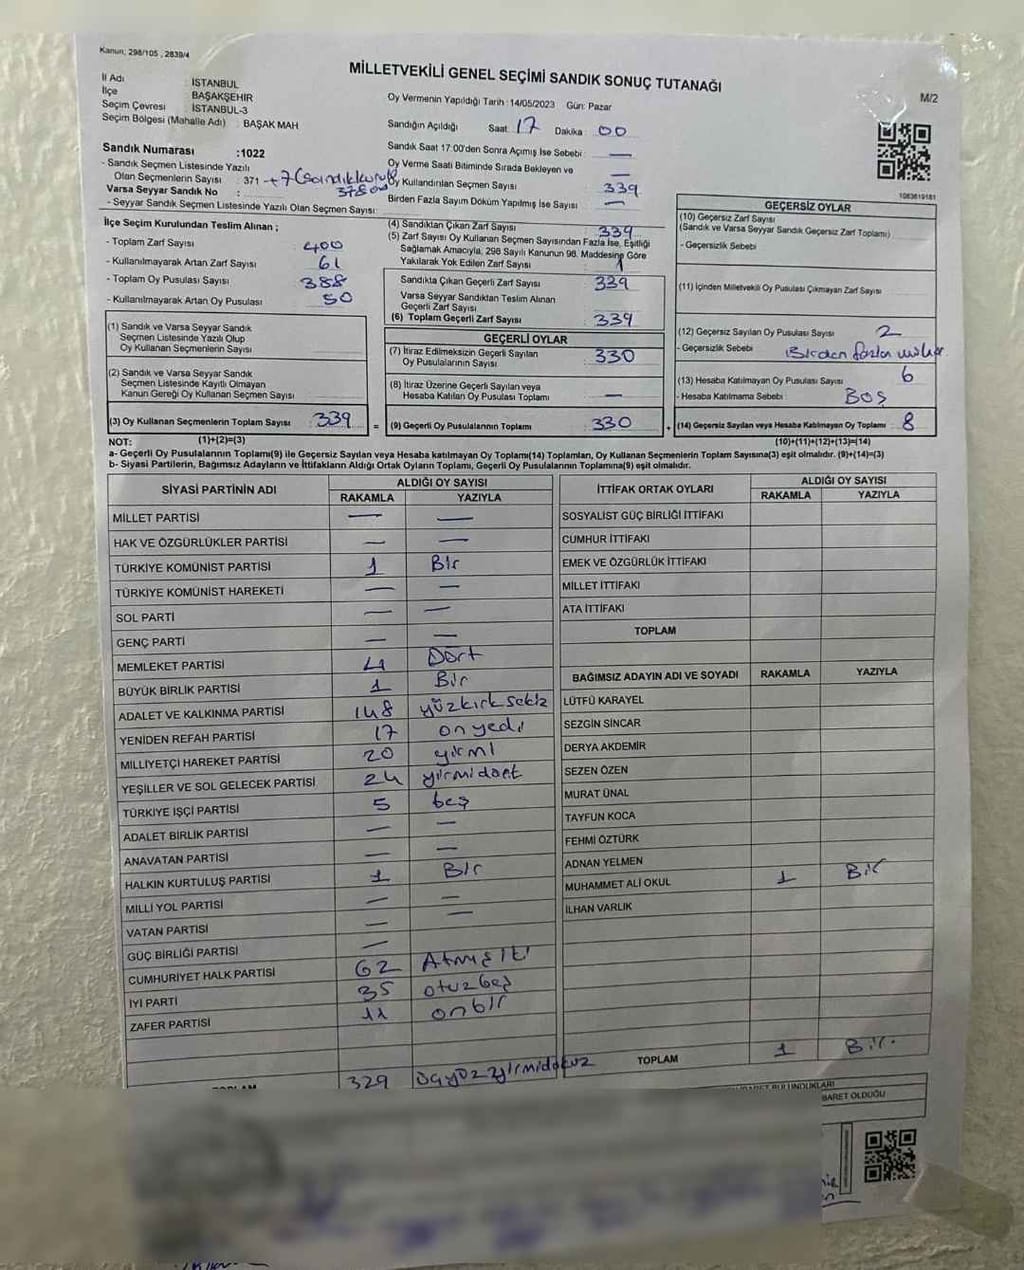 Kanun; 298/105 , 2839/4
MİLLETVEKİLİ GENEL SEÇİMİ SANDIK SONUÇ TUTANAĞI
M/2
İl Adı : İSTANBUL
İlçe BAŞAKŞEHİR
Seçim Çevresi İSTANBUL-3
Seçim Bölgesi (Mahalle Adı) : BAŞAK MAH
Sandık Numarası :1022
- Sandık Seçmen Listesinde Yazılı
Olan Seçmenlerin Sayısı : 371 +7 (sandık kurulu
Varsa Seyyar Sandık No : 378
- Seyyar Sandık Seçmen Listesinde Yazılı Olan Seçmen Sayısı:
Oy Vermenin Yapıldığı Tarih : 14/05/2023 Gün: Pazar
Sandığın Açıldığı Saat 17 Dakika : 00
Sandık Saat 17:00'den Sonra Açımış İse Sebebi : —
Oy Verme Saati Bitiminde Sırada Bekleyen ve —
Oy Kullandırılan Seçmen Sayısı : 339
Birden Fazla Sayım Döküm Yapılmış İse Sayısı —
1083619181
İlçe Seçim Kurulundan Teslim Alınan ;
- Toplam Zarf Sayısı 400
- Kullanılmayarak Artan Zarf Sayısı 61
- Toplam Oy Pusulası Sayısı 388
- Kullanılmayarak Artan Oy Pusulası 50
(1) Sandık ve Varsa Seyyar Sandık
Seçmen Listesinde Yazılı Olup
Oy Kullanan Seçmenlerin Sayısı
(2) Sandık ve Varsa Seyyar Sandık
Seçmen Listesinde Kayıtlı Olmayan
Kanun Gereği Oy Kullanan Seçmen Sayısı
(3) Oy Kullanan Seçmenlerin Toplam Sayısı 339
(1)+(2)=(3)
(4) Sandıktan Çıkan Zarf Sayısı : 339
(5) Zarf Sayısı Oy Kullanan Seçmen Sayısından Fazla İse, Eşitliği
Sağlamak Amacıyla, 298 Sayılı Kanunun 98. Maddesine Göre
Yakılarak Yok Edilen Zarf Sayısı
Sandıkta Çıkan Geçerli Zarf Sayısı : 339
Varsa Seyyar Sandıktan Teslim Alınan
Geçerli Zarf Sayısı
(6) Toplam Geçerli Zarf Sayısı : 339
GEÇERLİ OYLAR
(7) İtiraz Edilmeksizin Geçerli Sayılan
Oy Pusulalarının Sayısı : 330
(8) İtiraz Üzerine Geçerli Sayılan veya
Hesaba Katılan Oy Pusulası Toplamı : —
= (9) Geçerli Oy Pusulalarının Toplamı : 330 +
GEÇERSİZ OYLAR
(10) Geçersiz Zarf Sayısı
(Sandık ve Varsa Seyyar Sandık Geçersiz Zarf Toplamı)
- Geçersizlik Sebebi
(11) İçinden Milletvekili Oy Pusulası Çıkmayan Zarf Sayısı
(12) Geçersiz Sayılan Oy Pusulası Sayısı : 2
- Geçersizlik Sebebi : Birden fazla mühür
(13) Hesaba Katılmayan Oy Pusulası Sayısı 6
- Hesaba Katılmama Sebebi : BOŞ
(14) Geçersiz Sayılan veya Hesaba Katılmayan Oy Toplamı : 8
(10)+(11)+(12)+(13)=(14)
NOT:
a- Geçerli Oy Pusulasının Toplamı(9) ile Geçersiz Sayılan veya Hesaba katılmayan Oy Toplamı(14) Toplamları, Oy Kullanan Seçmenlerin Toplam Sayısına(3) eşit olmalıdır. (9)+(14)=(3)
b- Siyasi Partilerin, Bağımsız Adayların ve İttifakların Aldığı Ortak Oyların Toplamı, Geçerli Oy Pusulalarının Toplamına(9) eşit olmalıdır.
SİYASİ PARTİNİN ADI ALDIĞI OY SAYISI
RAKAMLA YAZIYLA
MİLLET PARTİSİ — —
HAK VE ÖZGÜRLÜKLER PARTİSİ — —
TÜRKİYE KOMÜNİST PARTİSİ 1 Bir
TÜRKİYE KOMÜNİST HAREKETİ — —
SOL PARTİ — —
GENÇ PARTİ — —
MEMLEKET PARTİSİ 4 Dört
BÜYÜK BİRLİK PARTİSİ 1 Bir
ADALET VE KALKINMA PARTİSİ 148 yüzkırksekiz
YENİDEN REFAH PARTİSİ 17 onyedi
MİLLİYETÇİ HAREKET PARTİSİ 20 yirmi
YEŞİLLER VE SOL GELECEK PARTİSİ 24 yirmidört
TÜRKİYE İŞÇİ PARTİSİ 5 beş
ADALET BİRLİK PARTİSİ — —
ANAVATAN PARTİSİ — —
HALKIN KURTULUŞ PARTİSİ 1 Bir
MİLLİ YOL PARTİSİ — —
VATAN PARTİSİ — —
GÜÇ BİRLİĞİ PARTİSİ —
CUMHURİYET HALK PARTİSİ 62 Atmışiki
İYİ PARTİ 35 otuzbeş
ZAFER PARTİSİ 11 onbir
TOPLAM 329 üçyüzyirmidokuz
İTTİFAK ORTAK OYLARI ALDIĞI OY SAYISI
RAKAMLA YAZIYLA
SOSYALİST GÜÇ BİRLİĞİ İTTİFAKI
CUMHUR İTTİFAKI
EMEK VE ÖZGÜRLÜK İTTİFAKI
MİLLET İTTİFAKI
ATA İTTİFAKI
TOPLAM
BAĞIMSIZ ADAYIN ADI VE SOYADI RAKAMLA YAZIYLA
LÜTFÜ KARAYEL
SEZGİN SİNCAR
DERYA AKDEMİR
SEZEN ÖZEN
MURAT ÜNAL
TAYFUN KOCA
FEHMİ ÖZTÜRK
ADNAN YELMEN
MUHAMMET ALİ OKUL 1 Bir
İLHAN VARLIK
TOPLAM 1 Bir
BARET OLDUĞU